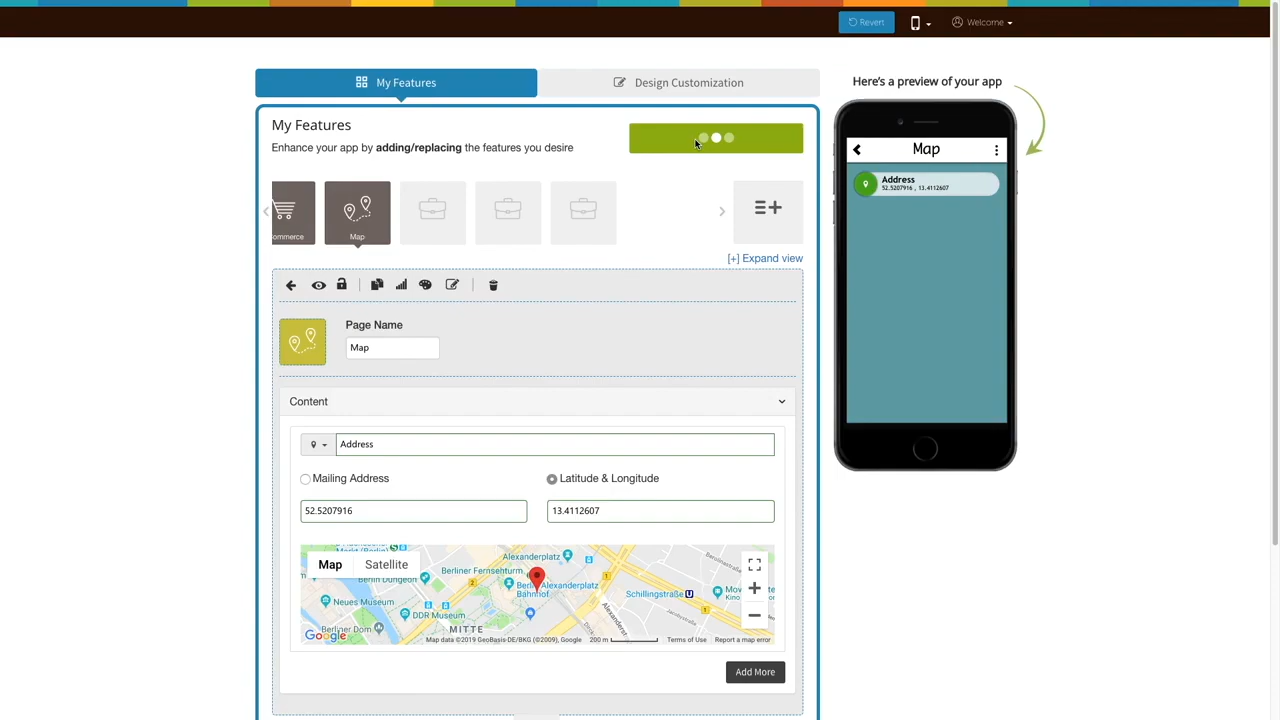 Revert
Welcome
My Features
Design Customization
Here's a preview of your app
My Features
Enhance your app by adding/replacing the features you desire
Map
Address
52.5207916 , 13.4112607
ommerce
Map
[+] Expand view
Page Name
Map
Content
Address
Mailing Address
Latitude & Longitude
52.5207916
13.4112607
Map
Satellite
Markt (Berlin)
Alexanderplatz
Berlin Dungeon
Berliner Fernsehturm
Alexanderplatz
Bahnhof
Schillingstraße
Neues Museum
DDR Museum
Berliner Dom
MITTE
Alexanderstraße
Google
Map data ©2019 GeoBasis-DE/BKG (©2009), Google
200 m
Terms of Use
Report a map error
Add More